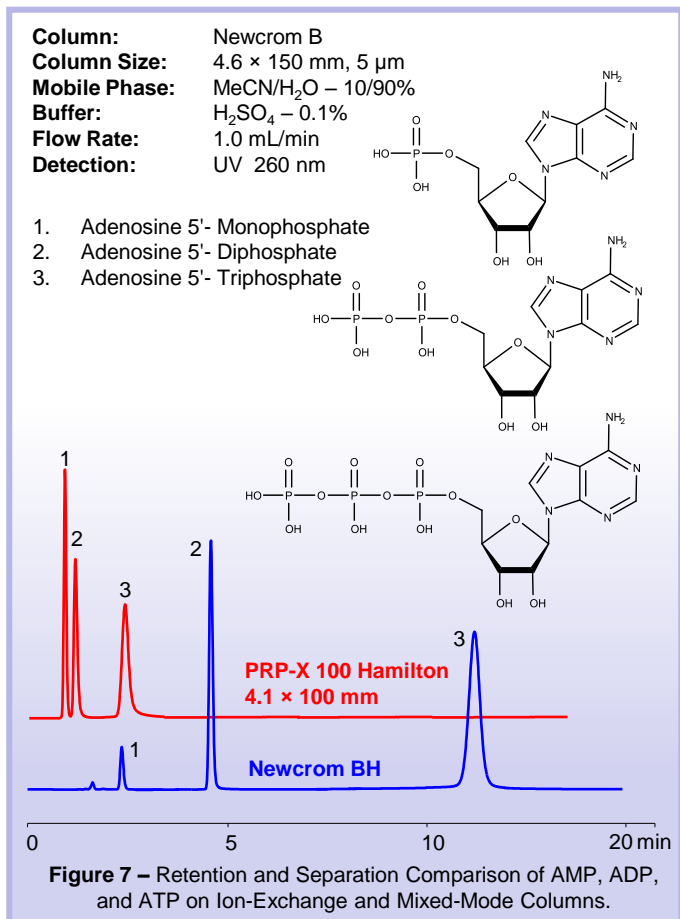 Column: Newcrom B
Column Size: 4.6 × 150 mm, 5 µm
Mobile Phase: MeCN/H₂O – 10/90%
Buffer: H₂SO₄ – 0.1%
Flow Rate: 1.0 mL/min
Detection: UV 260 nm
1. Adenosine 5'- Monophosphate
2. Adenosine 5'- Diphosphate
3. Adenosine 5'- Triphosphate
NH₂
N
N
N
N
O
HO
P
O
OH
O
OH
OH
NH₂
N
N
N
N
O
O
HO
P
O
P
O
OH
OH
O
OH
OH
NH₂
N
N
N
N
O
O
O
HO
P
O
P
O
P
O
OH
OH
OH
O
OH
OH
1
2
3
2
3
PRP-X 100 Hamilton
4.1 × 100 mm
1
Newcrom BH
0 5 10 20 min
Figure 7 – Retention and Separation Comparison of AMP, ADP,
and ATP on Ion-Exchange and Mixed-Mode Columns.